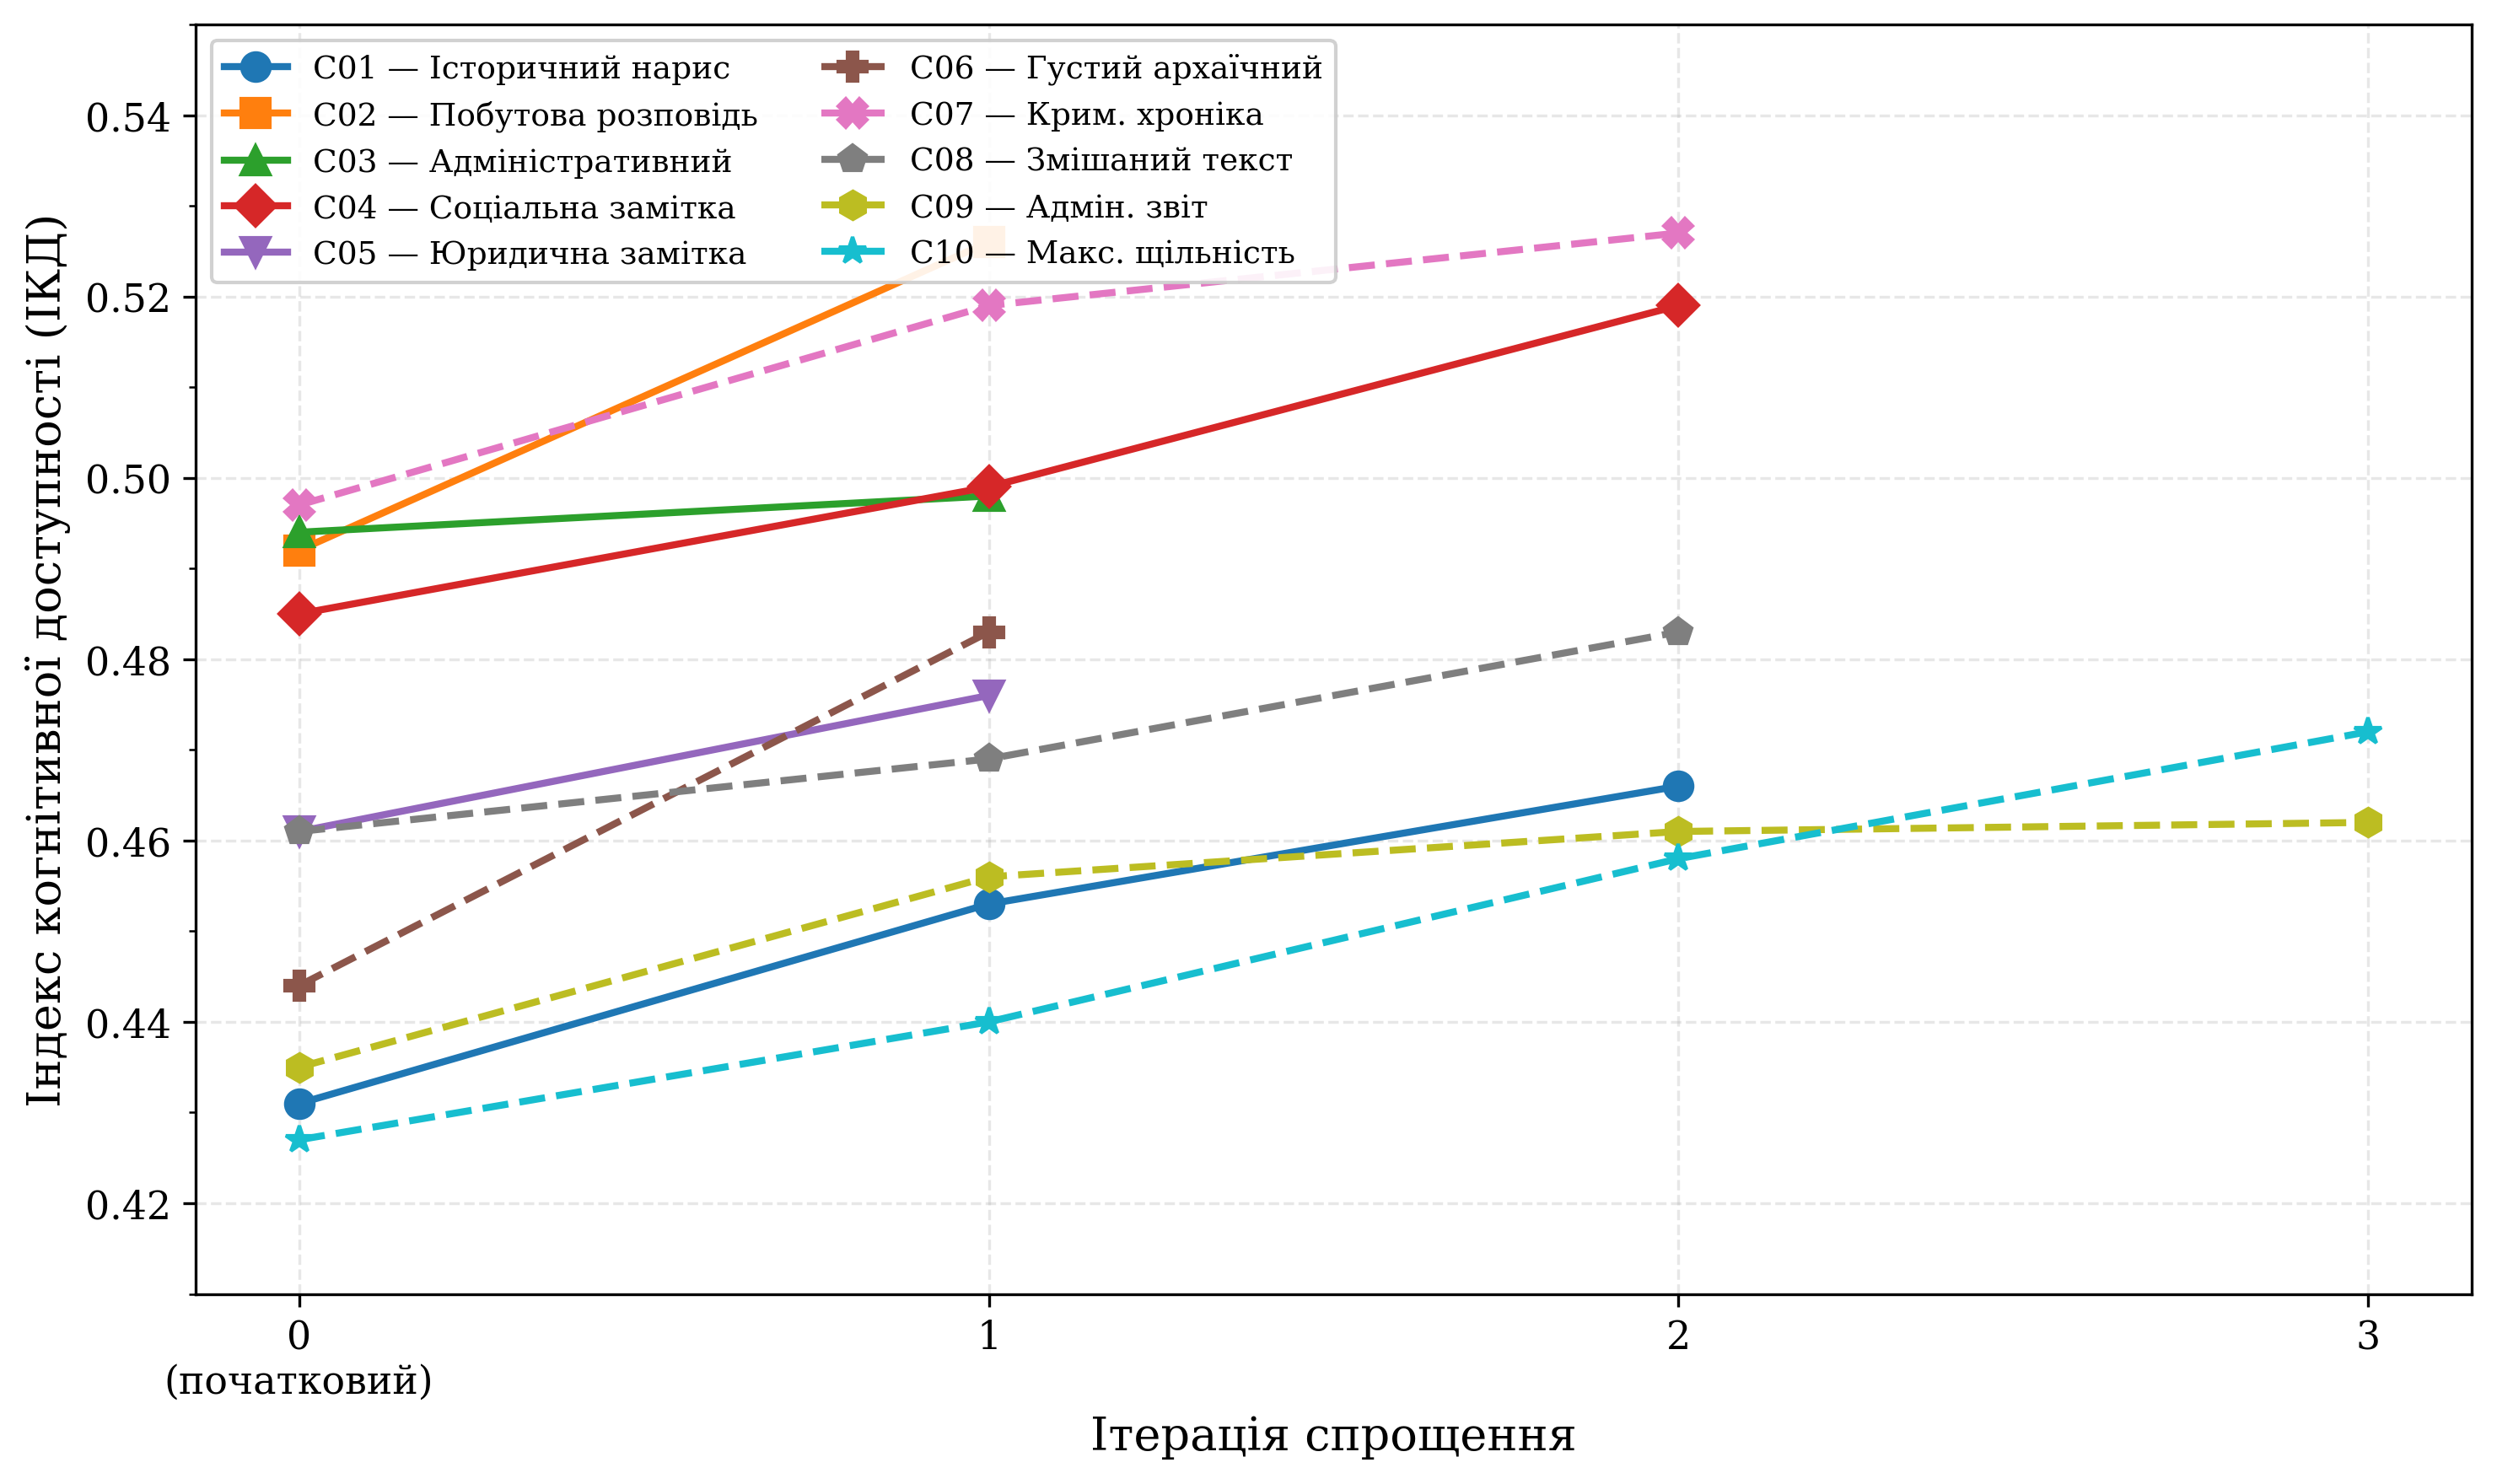 Індекс когнітивної доступності (ІКД)
0.54
0.52
0.50
0.48
0.46
0.44
0.42
C01 — Історичний нарис
C02 — Побутова розповідь
C03 — Адміністративний
C04 — Соціальна замітка
C05 — Юридична замітка
C06 — Густий архаїчний
C07 — Крим. хроніка
C08 — Змішаний текст
C09 — Адмін. звіт
C10 — Макс. щільність
0
(початковий)
1
2
3
Ітерація спрощення